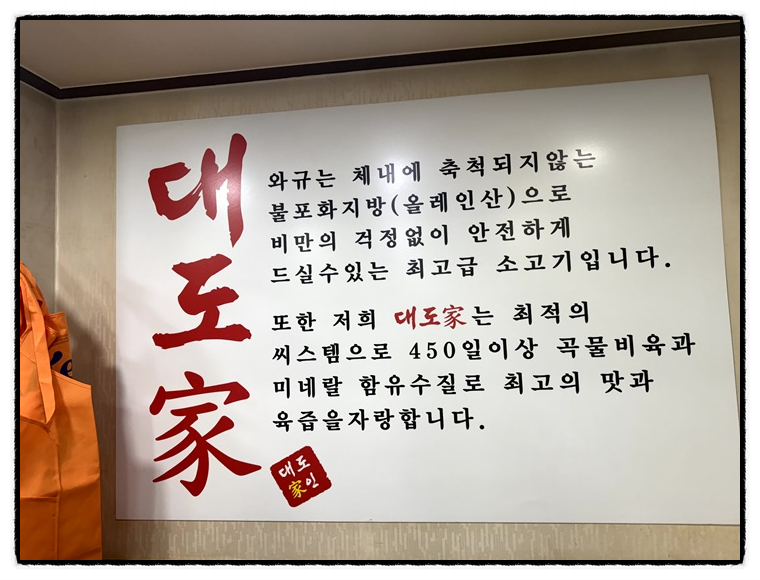 대도家
와규는 체내에 축척되지않는
불포화지방(올레인산)으로
비만의 걱정없이 안전하게
드실수있는 최고급 소고기입니다.
또한 저희 대도家는 최적의
씨스템으로 450일이상 곡물비육과
미네랄 함유수질로 최고의 맛과
육즙을자랑합니다.
대도
家인